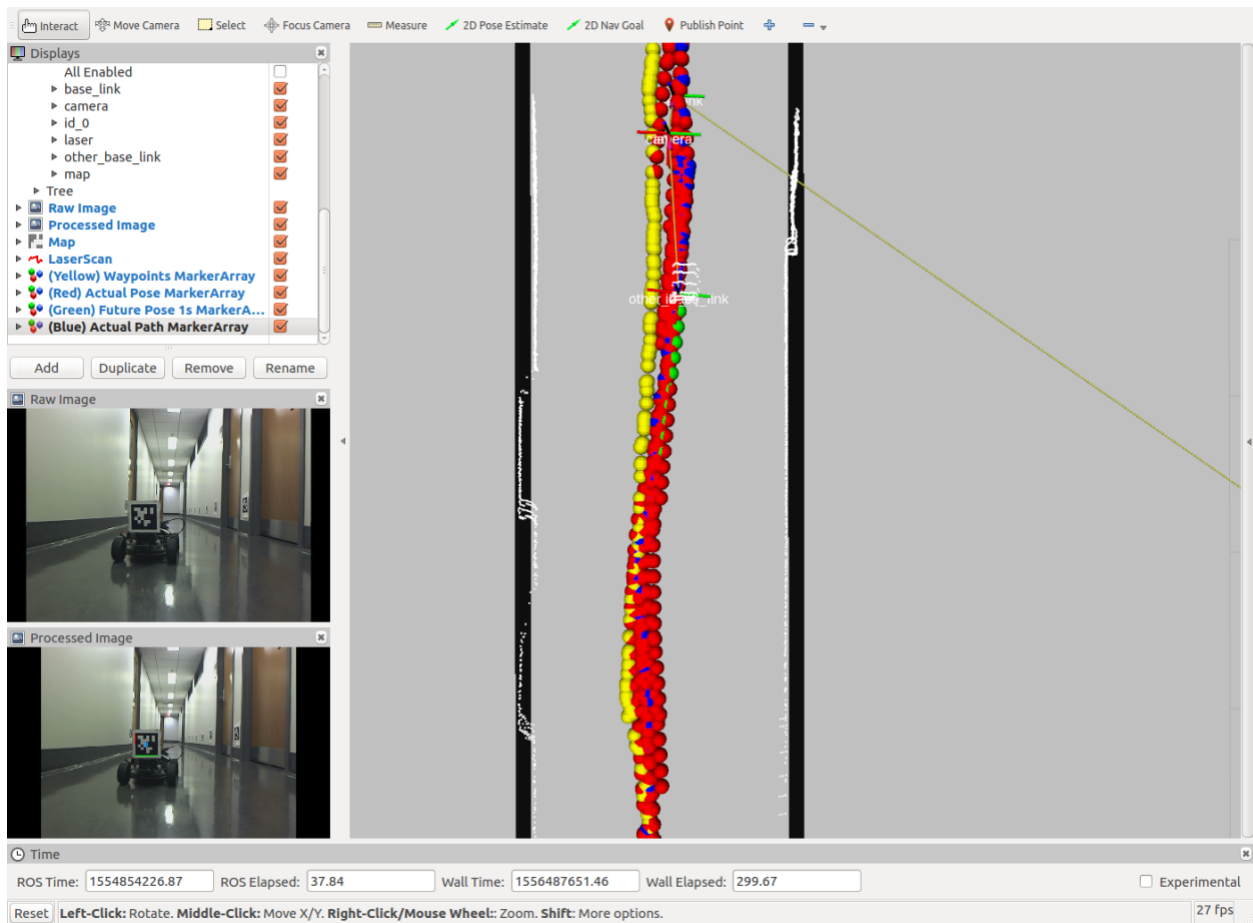 Interact Move Camera Select Focus Camera Measure 2D Pose Estimate 2D Nav Goal Publish Point
Displays
All Enabled
base_link
camera
id_0
laser
other_base_link
map
Tree
Raw Image
Processed Image
Map
LaserScan
(Yellow) Waypoints MarkerArray
(Red) Actual Pose MarkerArray
(Green) Future Pose 1s MarkerA...
(Blue) Actual Path MarkerArray
Add Duplicate Remove Rename
Raw Image
Processed Image
camera
Time
ROS Time: 1554854226.87 ROS Elapsed: 37.84 Wall Time: 1556487651.46 Wall Elapsed: 299.67 Experimental
Reset Left-Click: Rotate. Middle-Click: Move X/Y. Right-Click/Mouse Wheel:: Zoom. Shift: More options. 27 fps